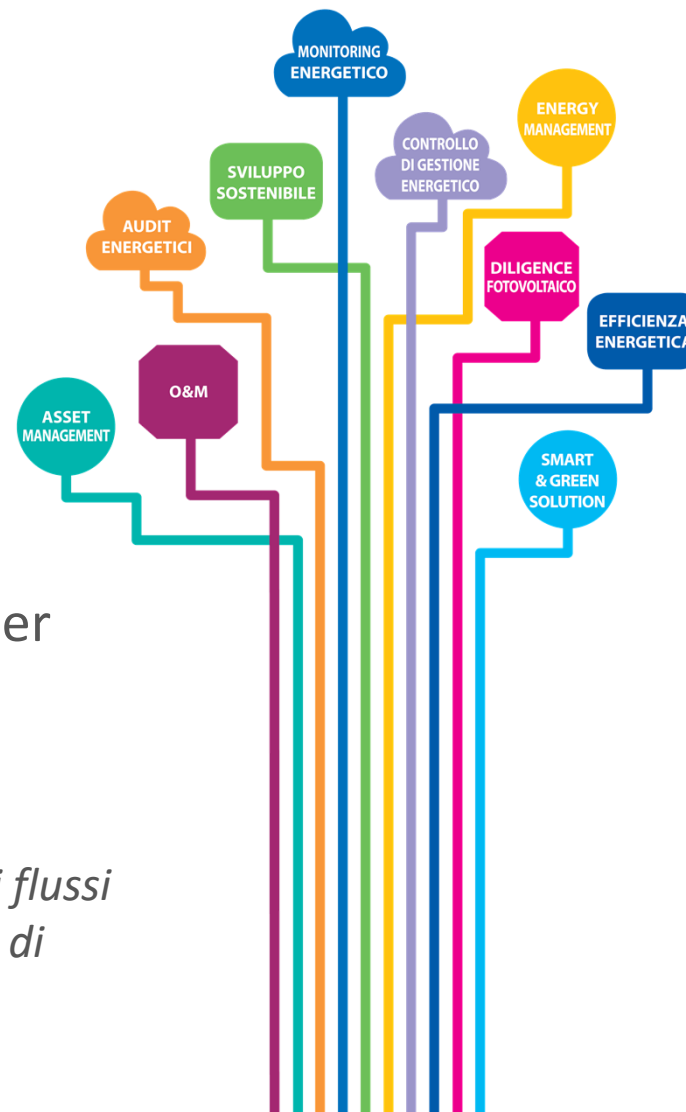 MONITORING
ENERGETICO
ENERGY
MANAGEMENT
CONTROLLO
DI GESTIONE
ENERGETICO
SVILUPPO
SOSTENIBILE
AUDIT
ENERGETICI
DILIGENCE
FOTOVOLTAICO
EFFICIENZA
ENERGETICA
O&M
ASSET
MANAGEMENT
SMART
& GREEN
SOLUTION
er
i flussi
di